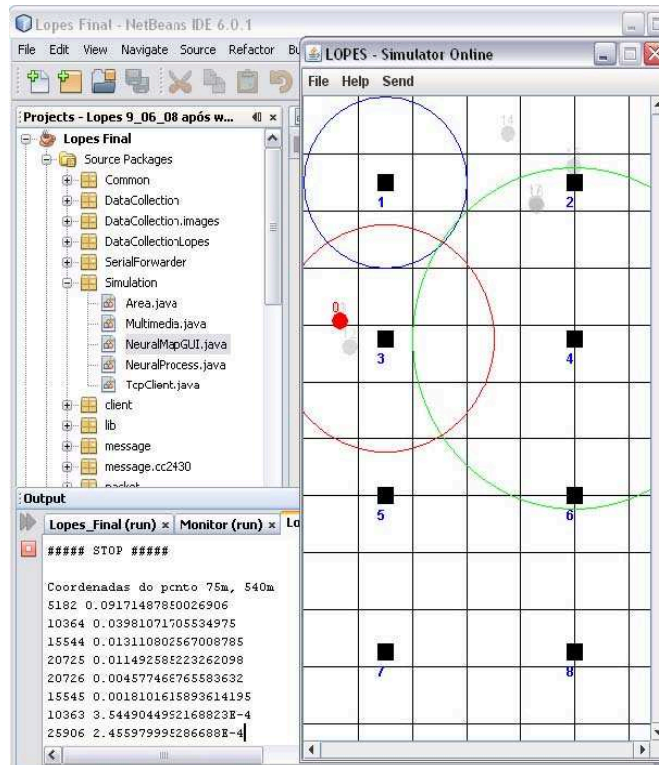 Lopes Final - NetBeans IDE 6.0.1
File Edit View Navigate Source Refactor
Projects - Lopes 9_06_08 após w...
Lopes Final
Source Packages
Common
DataCollection
DataCollection.images
DataCollectionLopes
SerialForwarder
Simulation
Area.java
Multimedia.java
NeuralMapGUI.java
NeuralProcess.java
TcpClient.java
client
lib
message
message.cc2430
packet
Output
Lopes_Final (run) × Monitor (run) ×
##### STOP #####
Coordenadas do ponto 75m, 540m
5182 0.09171487850026906
10364 0.03981071705534975
15544 0.013110802567008785
20725 0.011492585223262098
20726 0.004577468765583632
15545 0.0018101615893614195
10363 3.5449044992168823E-4
25906 2.455979995286688E-4
LOPES - Simulator Online
File Help Send
14
1
2
17
0
3
4
5
6
7
8